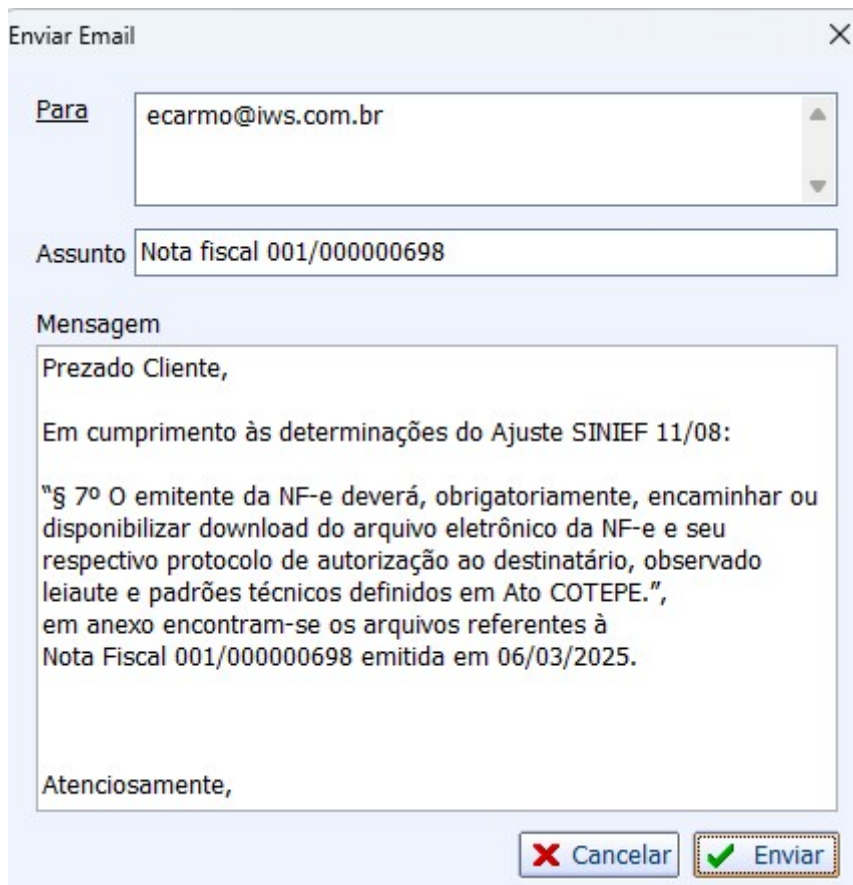 Enviar Email
Para
ecarmo@iws.com.br
Assunto
Nota fiscal 001/000000698
Mensagem
Prezado Cliente,
Em cumprimento às determinações do Ajuste SINIEF 11/08:
“§ 7º O emitente da NF-e deverá, obrigatoriamente, encaminhar ou
disponibilizar download do arquivo eletrônico da NF-e e seu
respectivo protocolo de autorização ao destinatário, observado
leiaute e padrões técnicos definidos em Ato COTEPE.”,
em anexo encontram-se os arquivos referentes à
Nota Fiscal 001/000000698 emitida em 06/03/2025.
Atenciosamente,
Cancelar
Enviar